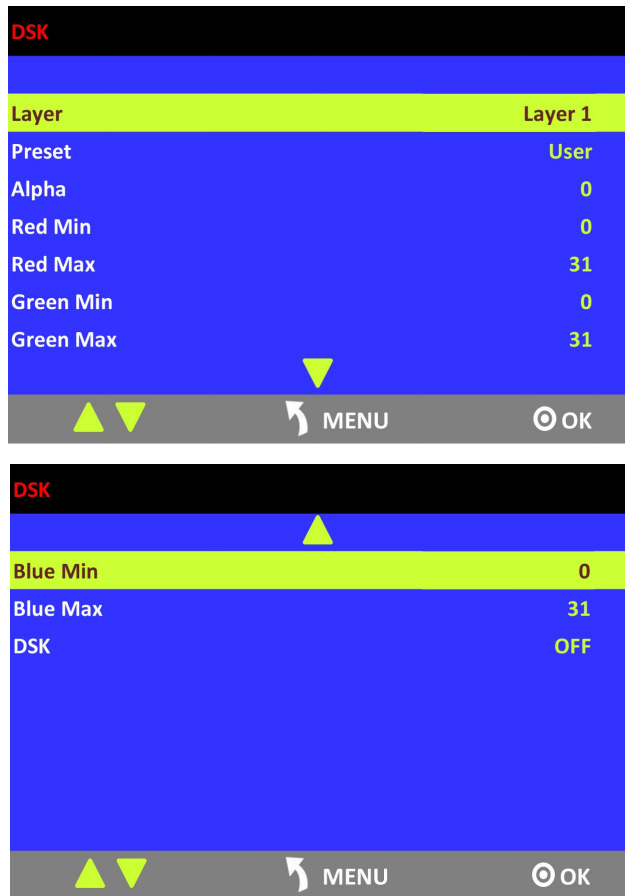 DSK
Layer Layer 1
Preset User
Alpha 0
Red Min 0
Red Max 31
Green Min 0
Green Max 31
MENU OK
DSK
Blue Min 0
Blue Max 31
DSK OFF
MENU OK